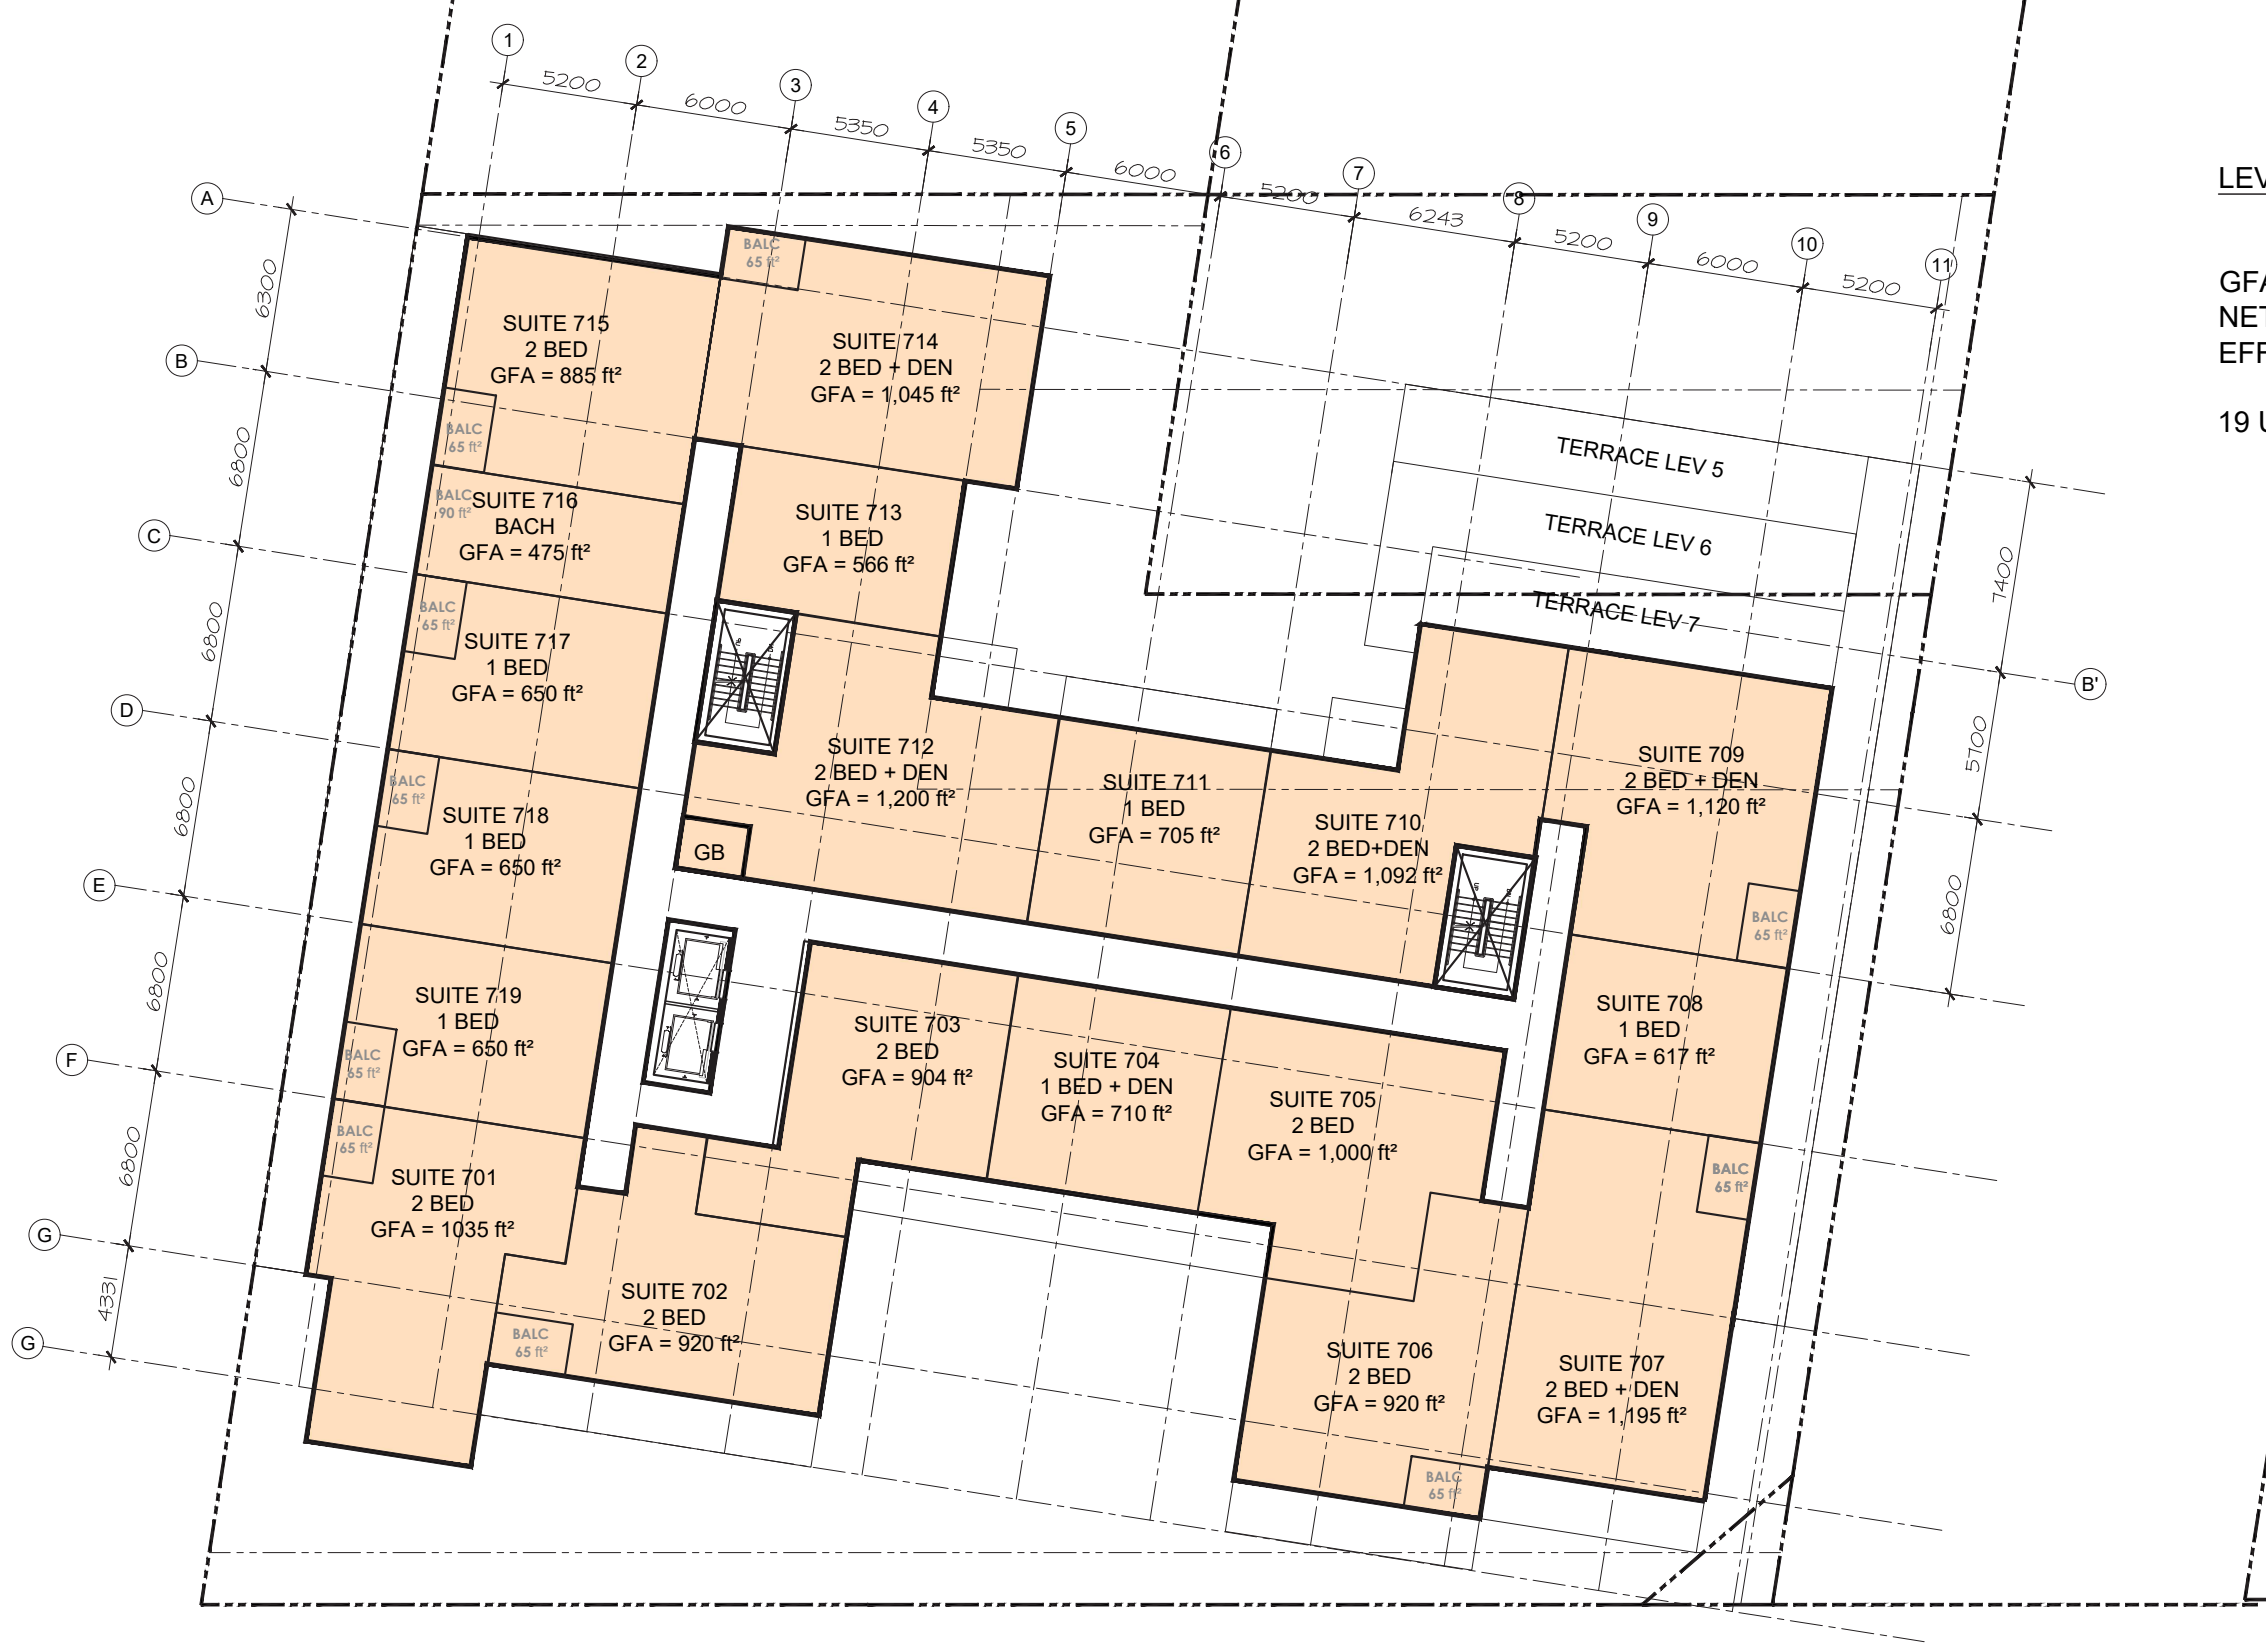 1
2
3
4
5
6
7
8
9
10
11
5200
6000
5350
5350
6000
5200
6243
5200
6000
5200
A
B
C
D
E
F
G
G
B'
6300
6800
6800
6800
6800
6800
4331
7400
5700
6800
LEV
GFA
NET
EFF
19 U
TERRACE LEV 5
TERRACE LEV 6
TERRACE LEV 7
BALC
65 ft²
SUITE 715
2 BED
GFA = 885 ft²
BALC
65 ft²
SUITE 714
2 BED + DEN
GFA = 1,045 ft²
BALC
90 ft²
SUITE 716
BACH
GFA = 475 ft²
SUITE 713
1 BED
GFA = 566 ft²
BALC
65 ft²
SUITE 717
1 BED
GFA = 650 ft²
SUITE 712
2 BED + DEN
GFA = 1,200 ft²
SUITE 711
1 BED
GFA = 705 ft²
SUITE 710
2 BED+DEN
GFA = 1,092 ft²
SUITE 709
2 BED + DEN
GFA = 1,120 ft²
BALC
65 ft²
BALC
65 ft²
SUITE 718
1 BED
GFA = 650 ft²
GB
SUITE 719
1 BED
GFA = 650 ft²
BALC
65 ft²
SUITE 703
2 BED
GFA = 904 ft²
SUITE 704
1 BED + DEN
GFA = 710 ft²
SUITE 705
2 BED
GFA = 1,000 ft²
SUITE 708
1 BED
GFA = 617 ft²
BALC
65 ft²
BALC
65 ft²
SUITE 701
2 BED
GFA = 1035 ft²
SUITE 702
2 BED
GFA = 920 ft²
BALC
65 ft²
SUITE 706
2 BED
GFA = 920 ft²
SUITE 707
2 BED + DEN
GFA = 1,195 ft²
BALC
65 ft²